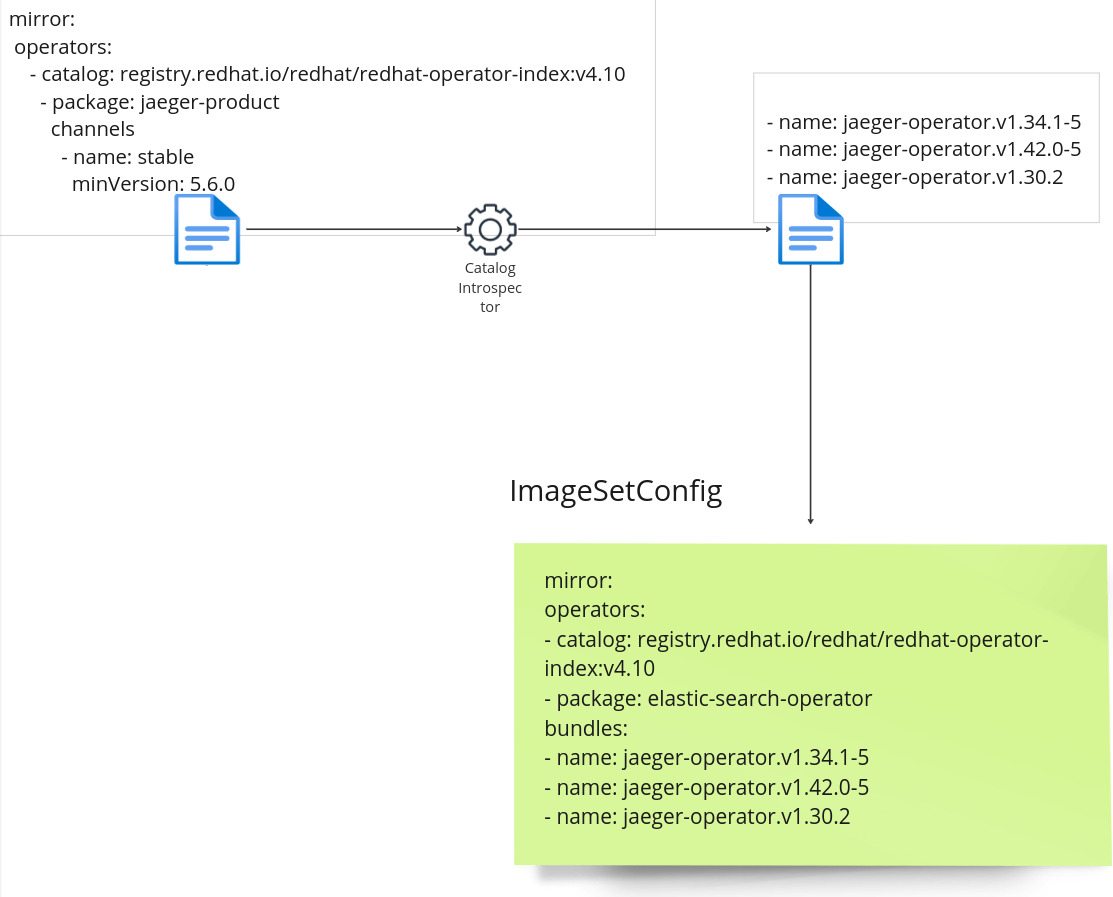 mirror:
operators:
- catalog: registry.redhat.io/redhat/redhat-operator-index:v4.10
- package: jaeger-product
channels
- name: stable
minVersion: 5.6.0
- name: jaeger-operator.v1.34.1-5
- name: jaeger-operator.v1.42.0-5
- name: jaeger-operator.v1.30.2
Catalog
Introspec
tor
ImageSetConfig
mirror:
operators:
- catalog: registry.redhat.io/redhat/redhat-operator-
index:v4.10
- package: elastic-search-operator
bundles:
- name: jaeger-operator.v1.34.1-5
- name: jaeger-operator.v1.42.0-5
- name: jaeger-operator.v1.30.2